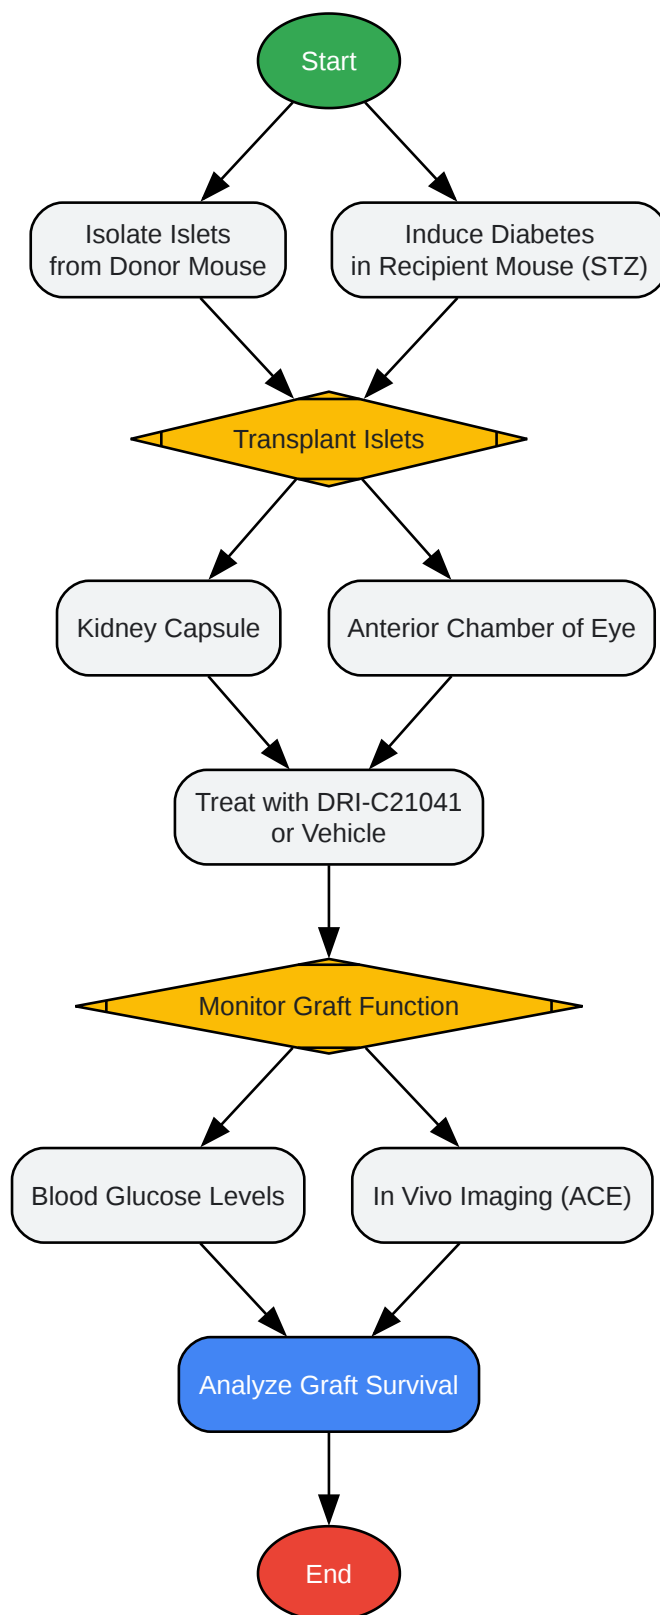 Start
Isolate Islets
from Donor Mouse
Induce Diabetes
in Recipient Mouse (STZ)
Transplant Islets
Kidney Capsule
Anterior Chamber of Eye
Treat with DRI-C21041
or Vehicle
Monitor Graft Function
Blood Glucose Levels
In Vivo Imaging (ACE)
Analyze Graft Survival
End